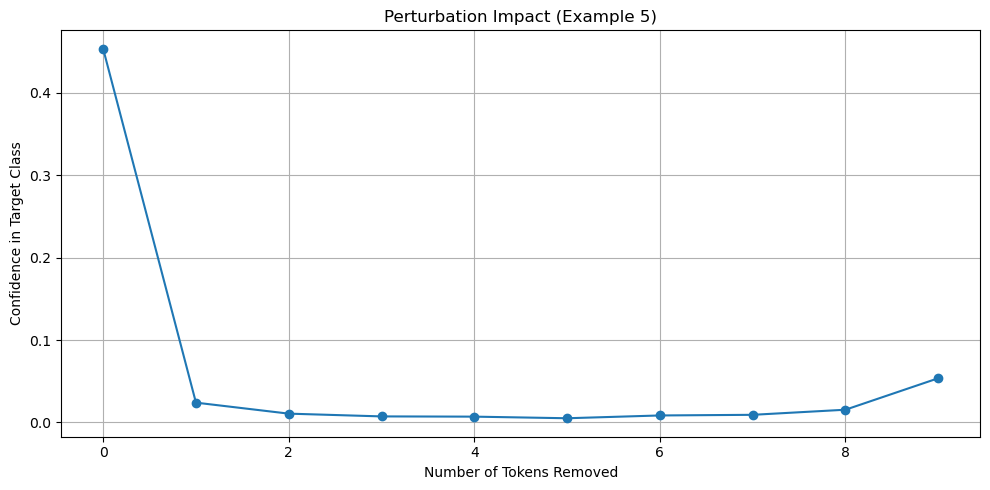 Perturbation Impact (Example 5)
Confidence in Target Class
0.4
0.3
0.2
0.1
0.0
0 2 4 6 8
Number of Tokens Removed